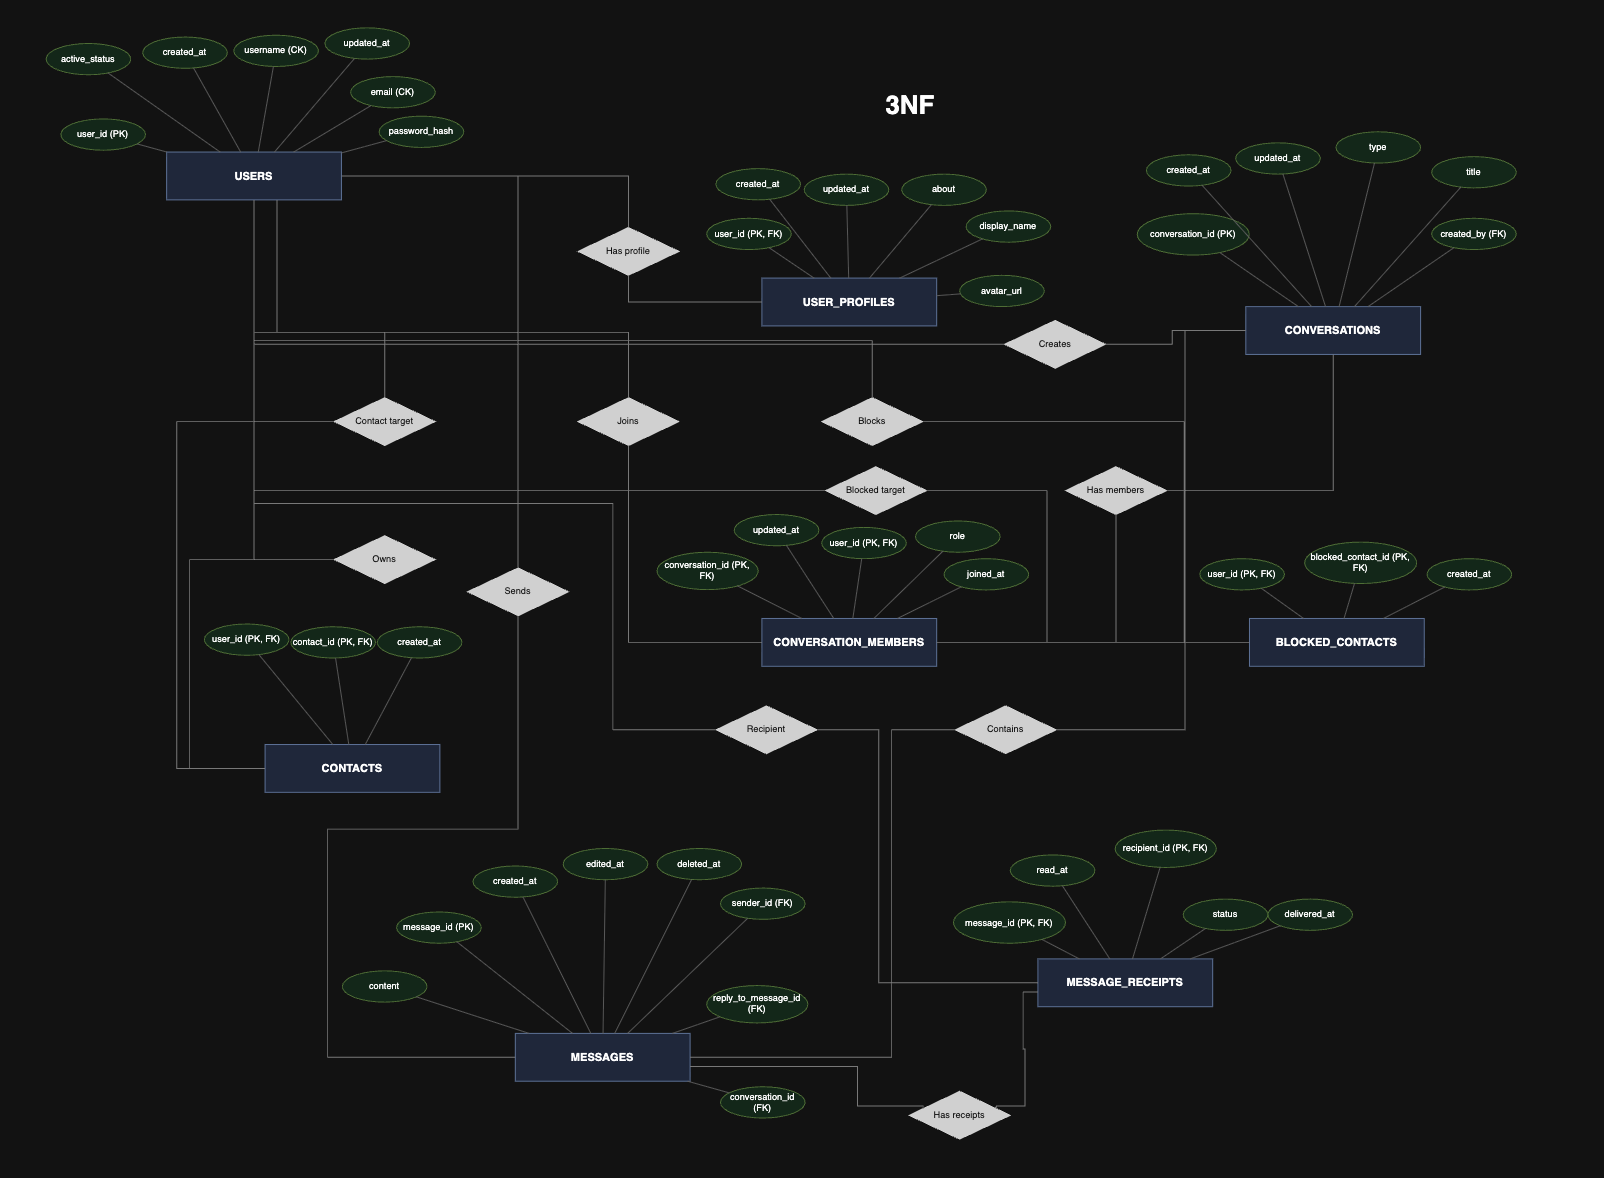 updated_at
username (CK)
created_at
active_status
email (CK)
3NF
password_hash
user_id (PK)
USERS
type
updated_at
created_at
title
created_at
updated_at
about
display_name
user_id (PK, FK)
conversation_id (PK)
created_by (FK)
Has profile
avatar_url
USER_PROFILES
CONVERSATIONS
Creates
Contact target
Joins
Blocks
Blocked target
Has members
updated_at
user_id (PK, FK)
role
conversation_id (PK,
FK)
joined_at
Owns
Sends
user_id (PK, FK)
blocked_contact_id (PK,
FK)
created_at
user_id (PK, FK)
contact_id (PK, FK)
created_at
CONVERSATION_MEMBERS
BLOCKED_CONTACTS
Recipient
Contains
CONTACTS
recipient_id (PK, FK)
edited_at
deleted_at
read_at
created_at
sender_id (FK)
message_id (PK)
message_id (PK, FK)
status
delivered_at
content
reply_to_message_id
(FK)
MESSAGE_RECEIPTS
MESSAGES
conversation_id
(FK)
Has receipts